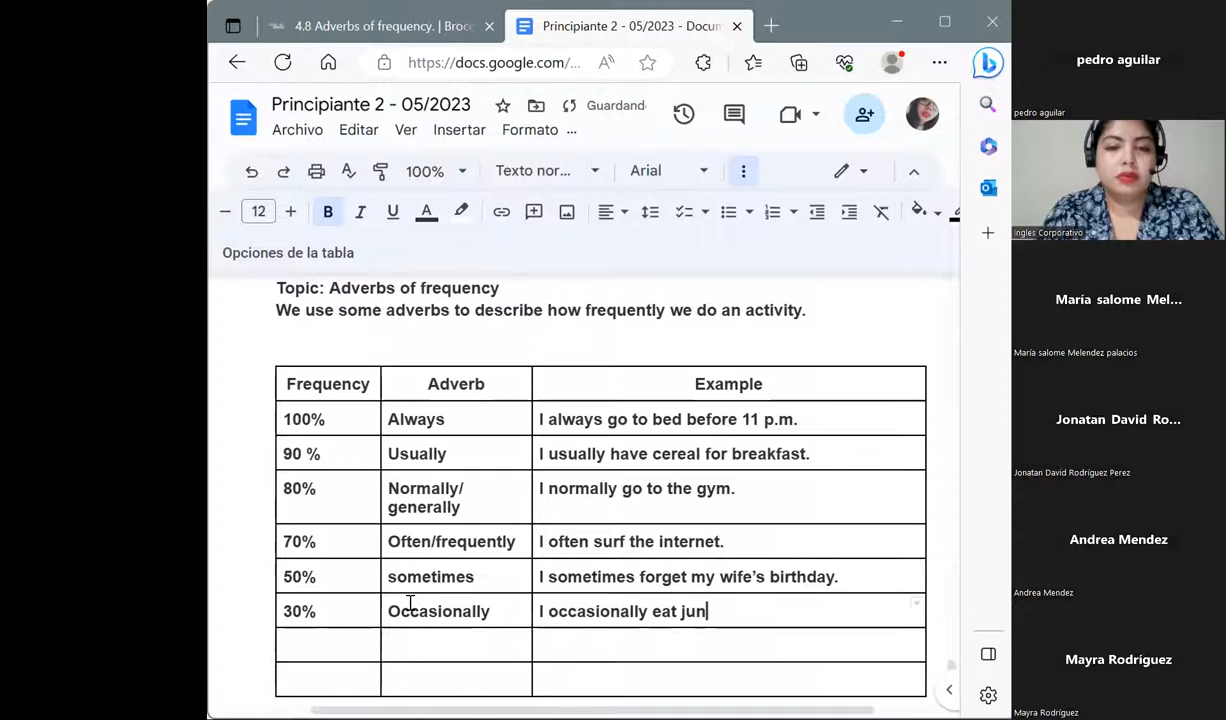 4.8 Adverbs of frequency. | Broc
Principiante 2 - 05/2023 - Docum
https://docs.google.com/...
Principiante 2 - 05/2023
Guardand
Archivo Editar Ver Insertar Formato ...
100% Texto nor... Arial
12
Opciones de la tabla
Topic: Adverbs of frequency
We use some adverbs to describe how frequently we do an activity.
Frequency Adverb Example
100% Always I always go to bed before 11 p.m.
90 % Usually I usually have cereal for breakfast.
80% Normally/ I normally go to the gym.
generally
70% Often/frequently I often surf the internet.
50% sometimes I sometimes forget my wife's birthday.
30% Occasionally I occasionally eat jun
pedro aguilar
pedro aguilar
Ingles Corporativo
María salome Mel...
María salome Melendez palacios
Jonatan David Ro...
Jonatan David Rodríguez Perez
Andrea Mendez
Andrea Mendez
Mayra Rodríguez
Mayra Rodríguez